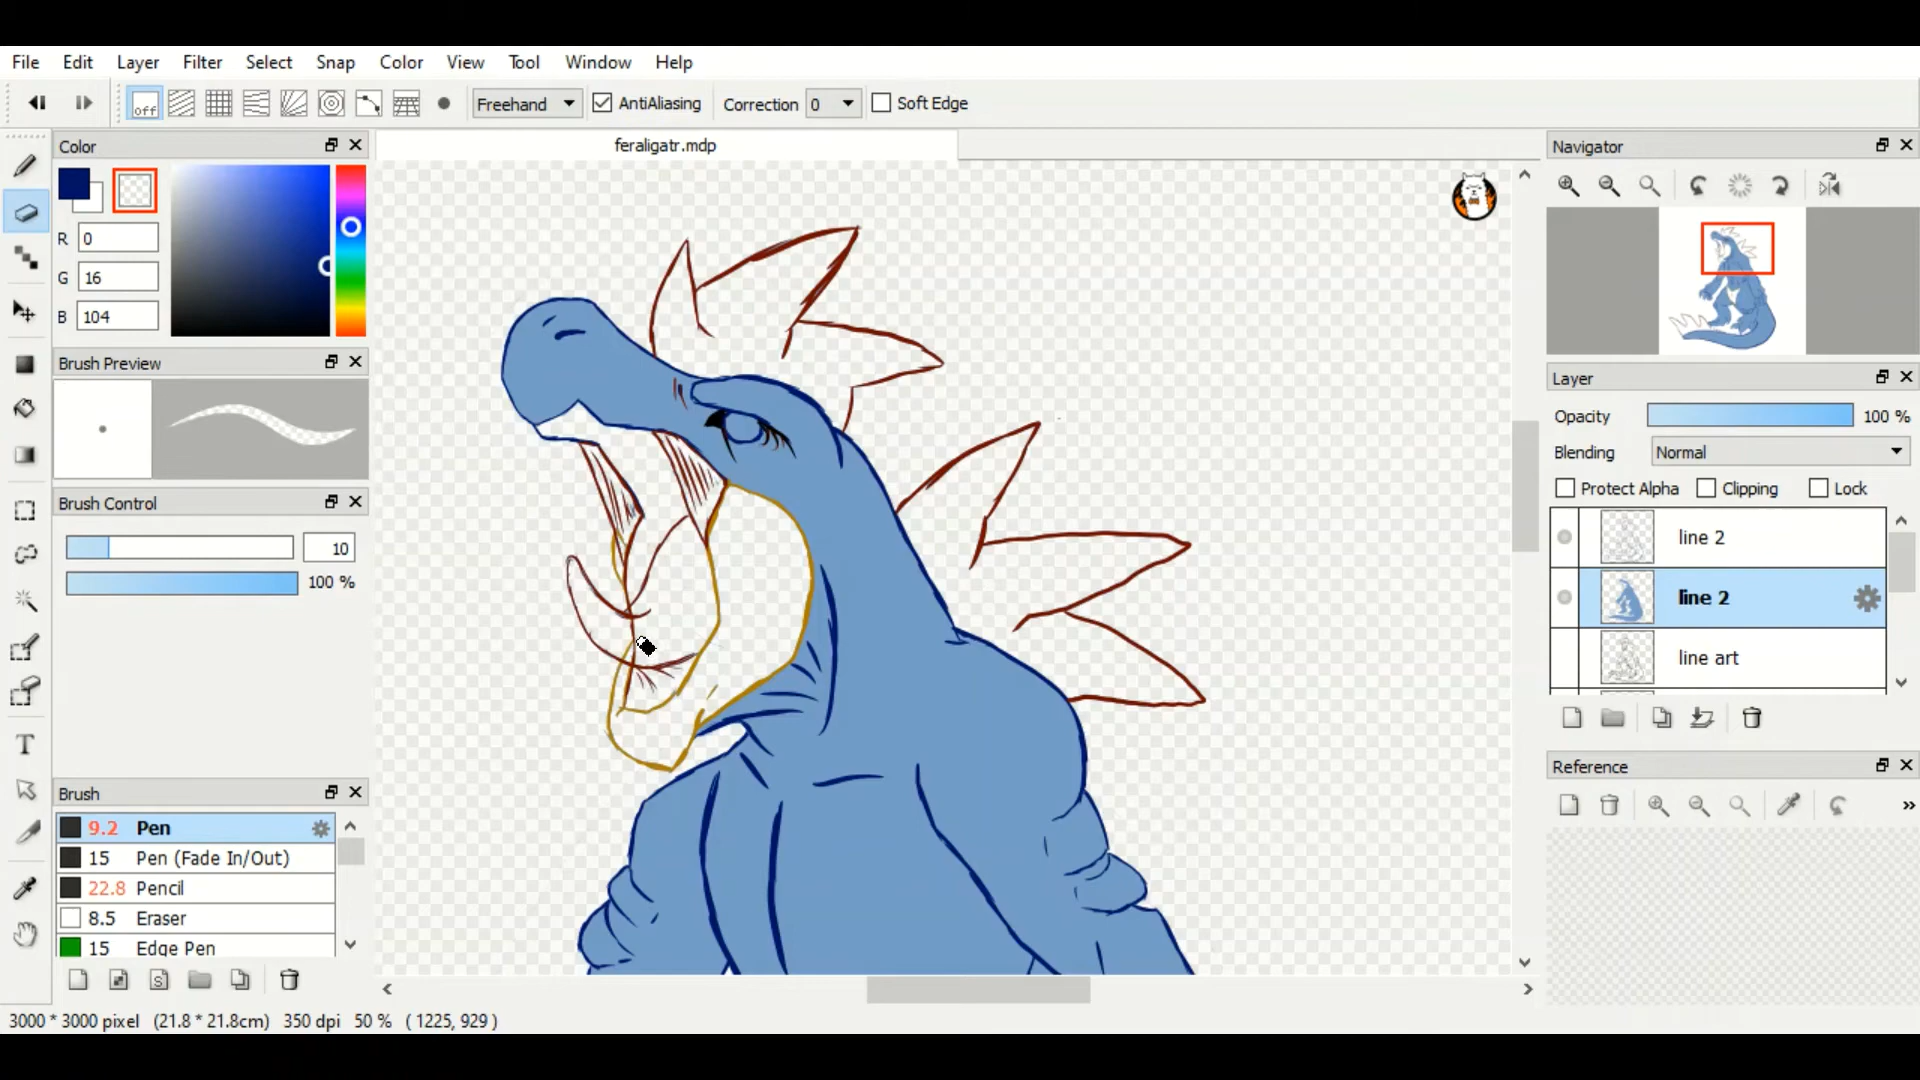 File Edit Layer Filter Select Snap Color View Tool Window Help
off Freehand AntiAliasing Correction 0 Soft Edge
Color
R 0
G 16
B 104
Brush Preview
Brush Control
10
100 %
Brush
9.2 Pen
15 Pen (Fade In/Out)
22.8 Pencil
8.5 Eraser
15 Edge Pen
feraligatr.mdp
Navigator
Layer
Opacity 100 %
Blending Normal
Protect Alpha Clipping Lock
line 2
line 2
line art
Reference
»
3000 * 3000 pixel (21.8 * 21.8cm) 350 dpi 50 % ( 1225, 929 )